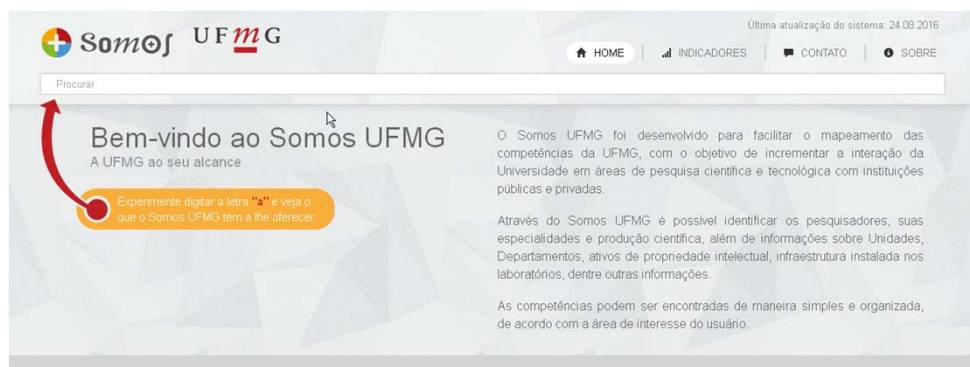 Somos UFMG
Última atualização do sistema: 24.08.2016
HOME
INDICADORES
CONTATO
SOBRE
Procurar
Bem-vindo ao Somos UFMG
A UFMG ao seu alcance
Experimente digitar a letra "a" e veja o
que o Somos UFMG tem a lhe oferecer.
O Somos UFMG foi desenvolvido para facilitar o mapeamento das
competências da UFMG, com o objetivo de incrementar a interação da
Universidade em áreas de pesquisa científica e tecnológica com instituições
públicas e privadas.
Através do Somos UFMG é possível identificar os pesquisadores, suas
especialidades e produção científica, além de informações sobre Unidades,
Departamentos, ativos de propriedade intelectual, infraestrutura instalada nos
laboratórios, dentre outras informações.
As competências podem ser encontradas de maneira simples e organizada,
de acordo com a área de interesse do usuário.